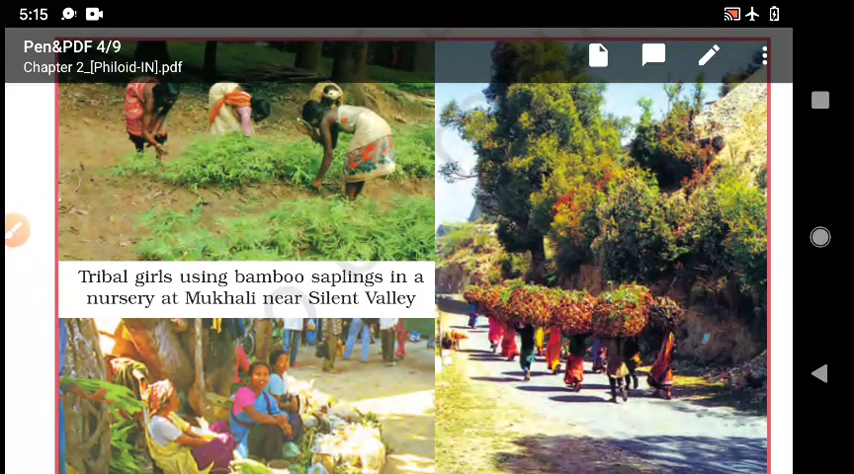 5:15
Pen&PDF 4/9
Chapter 2_[Philoid-IN].pdf
Tribal girls using bamboo saplings in a
nursery at Mukhali near Silent Valley